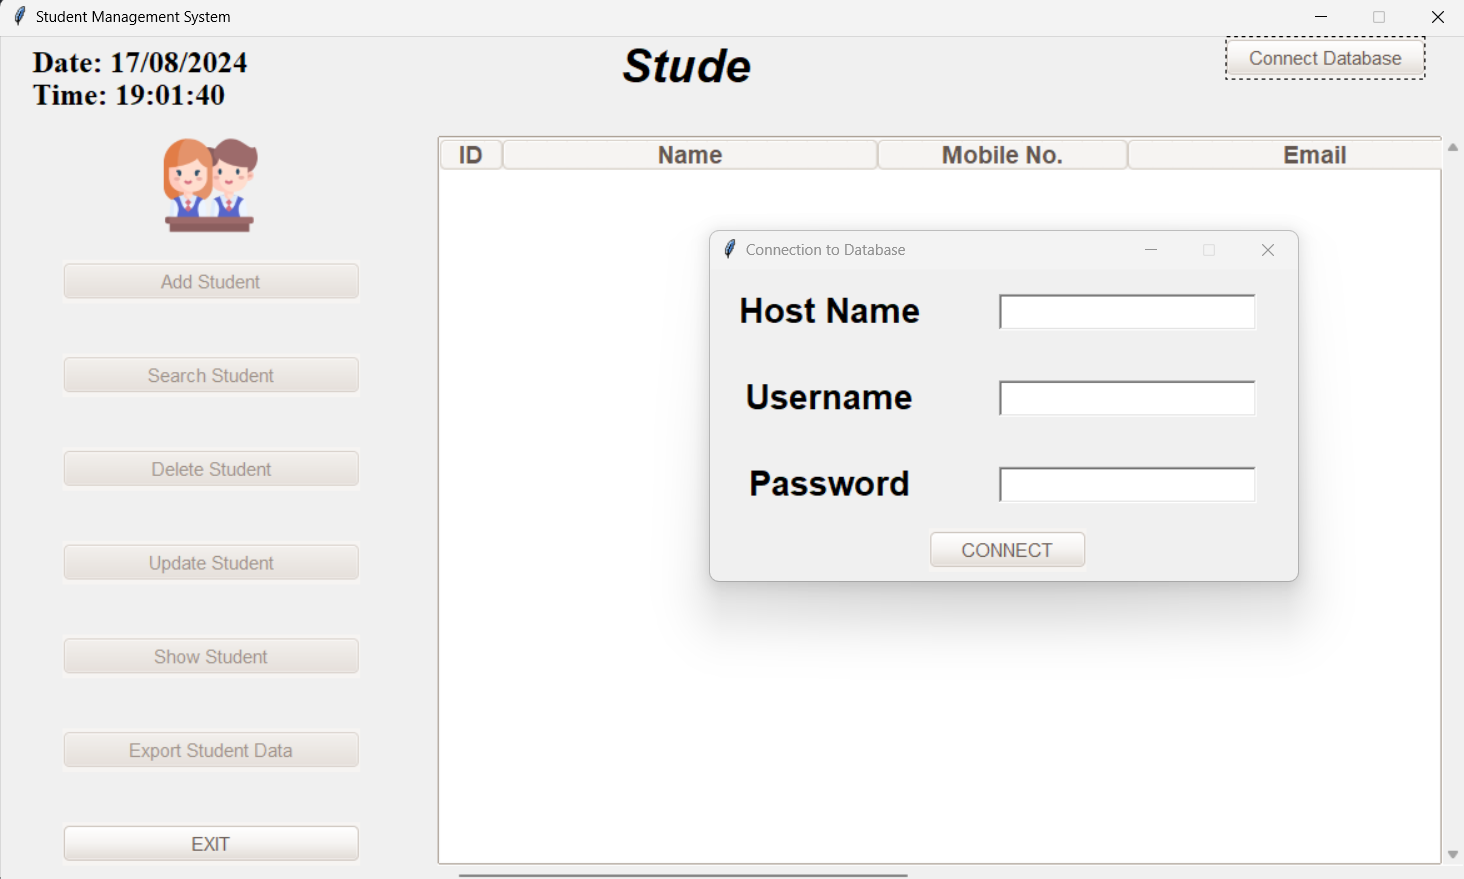 Student Management System
Date: 17/08/2024
Time: 19:01:40
Stude
Connect Database
ID Name Mobile No. Email
Connection to Database
Host Name
Username
Password
CONNECT
Add Student
Search Student
Delete Student
Update Student
Show Student
Export Student Data
EXIT